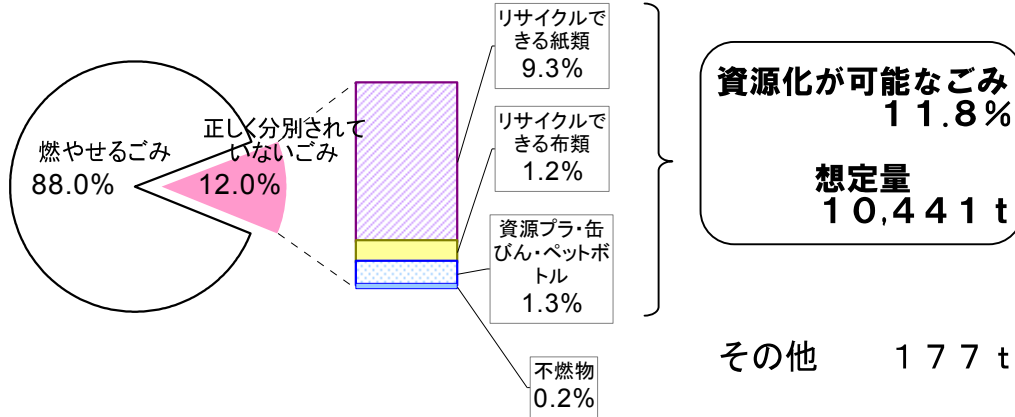 燃やせるごみ
88.0%
正しく分別されて
いないごみ
12.0%
リサイクルで
きる紙類
9.3%
リサイクルで
きる布類
1.2%
資源プラ・缶
びん・ペットボ
トル
1.3%
不燃物
0.2%
資源化が可能なごみ
11.8%
想定量
10,441t
その他 177t